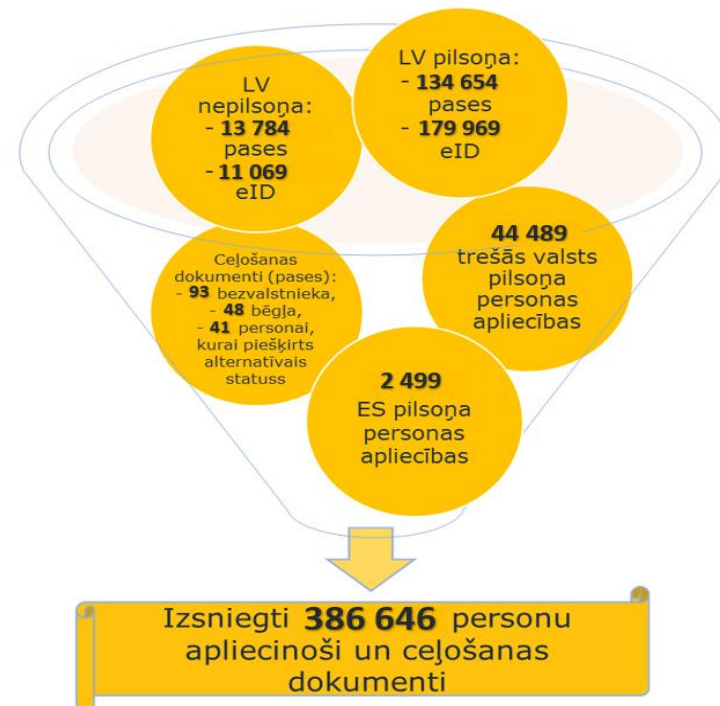 LV
nepilsoņa:
- 13 784
pases
- 11 069
eID
LV pilsoņa:
- 134 654
pases
- 179 969
eID
Ceļošanas
dokumenti (pases):
- 93 bezvalstnieka,
- 48 bēgļa,
- 41 personai,
kurai piešķirts
alternatīvais
statuss
44 489
trešās valsts
pilsoņa
personas
apliecības
2 499
ES pilsoņa
personas
apliecības
Izsniegti 386 646 personu
apliecinoši un ceļošanas
dokumenti